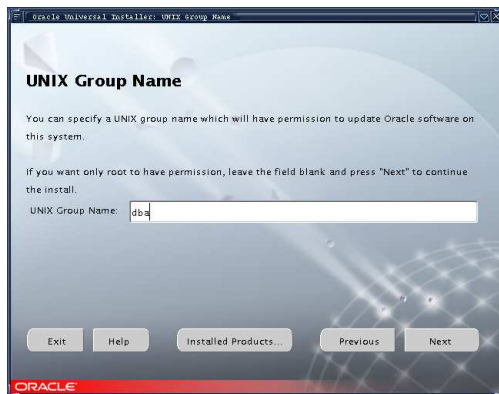 Oracle Universal Installer: UNIX Group Name
UNIX Group Name
You can specify a UNIX group name which will have permission to update Oracle software on
this system.
If you want only root to have permission, leave the field blank and press "Next" to continue
the install.
UNIX Group Name: dba
Exit Help Installed Products... Previous Next
ORACLE